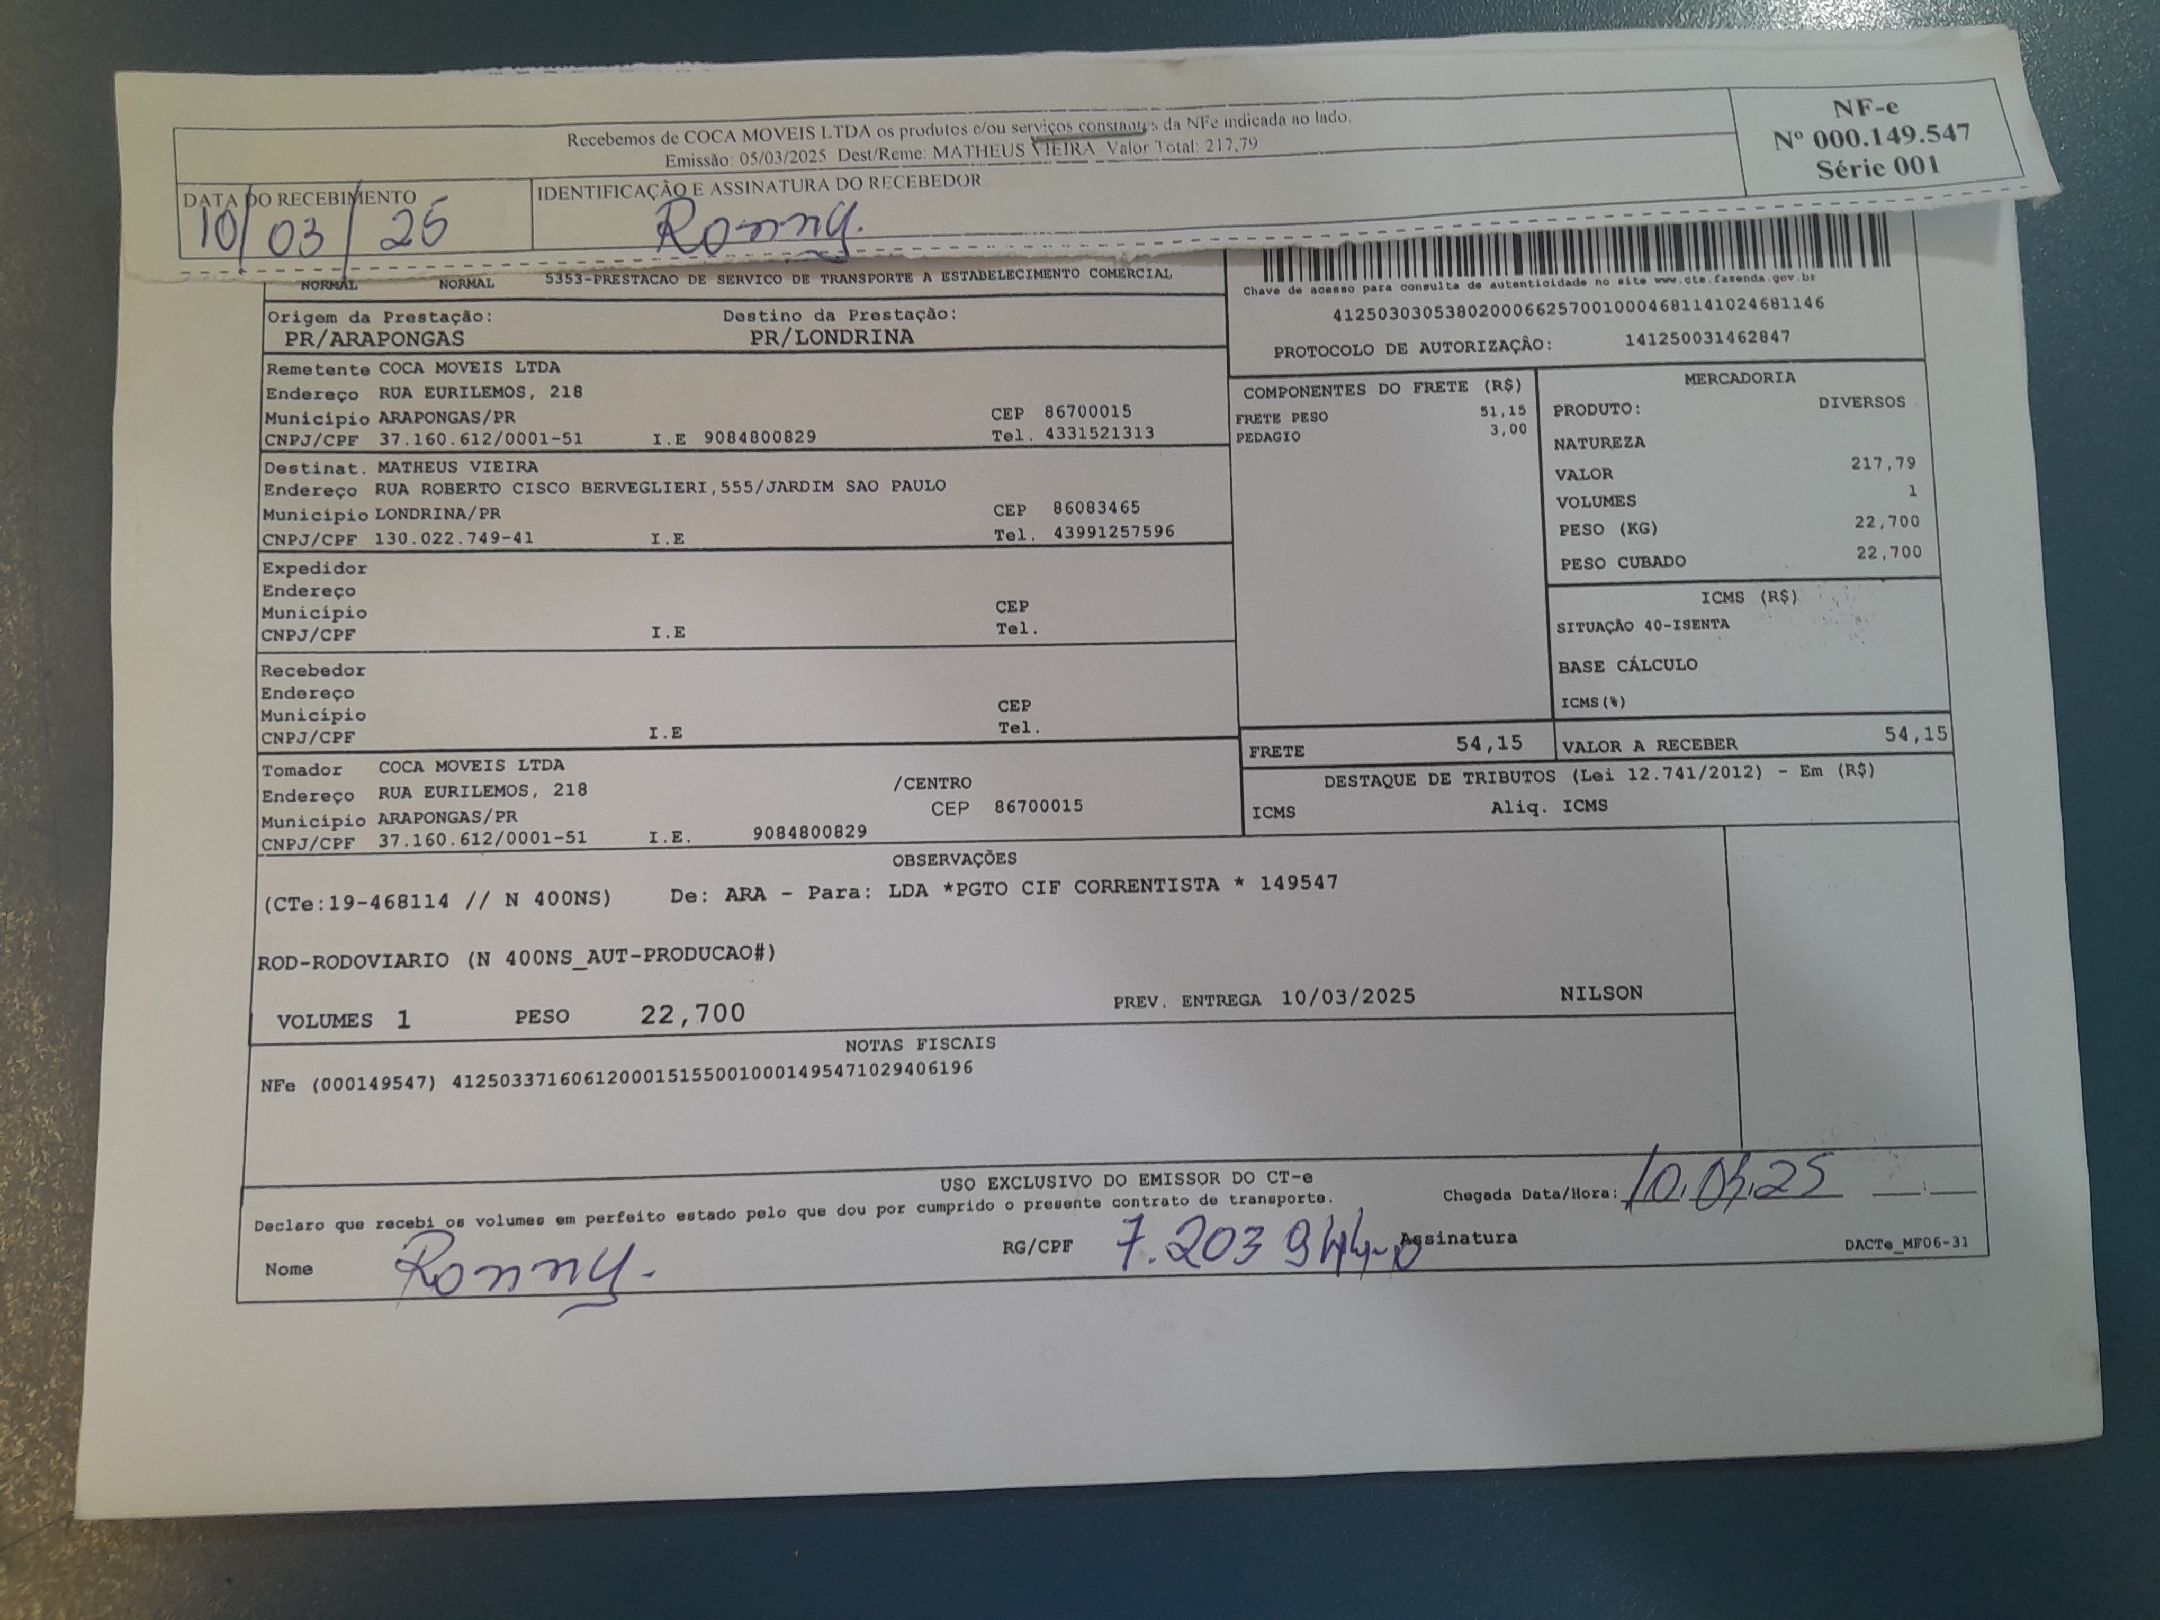 Recebemos de COCA MOVEIS LTDA os produtos e/ou serviços constantes da NFe indicada ao lado.
Emissão: 05/03/2025 Dest/Reme: MATHEUS VIEIRA Valor Total: 217,79
NF-e
Nº 000.149.547
Série 001
DATA DO RECEBIMENTO
10/03/25
IDENTIFICAÇÃO E ASSINATURA DO RECEBEDOR
Ronny.
NORMAL NORMAL 5353-PRESTACAO DE SERVICO DE TRANSPORTE A ESTABELECIMENTO COMERCIAL
Chave de acesso para consulta de autenticidade no site www.cte.fazenda.gov.br
41250303053802000662570010004681141024681146
PROTOCOLO DE AUTORIZAÇÂO: 141250031462847
Origem da Prestação: Destino da Prestação:
PR/ARAPONGAS PR/LONDRINA
Remetente COCA MOVEIS LTDA
Endereço RUA EURILEMOS, 218
Município ARAPONGAS/PR CEP 86700015
CNPJ/CPF 37.160.612/0001-51 I.E 9084800829 Tel. 4331521313
Destinat. MATHEUS VIEIRA
Endereço RUA ROBERTO CISCO BERVEGLIERI,555/JARDIM SAO PAULO
Município LONDRINA/PR CEP 86083465
CNPJ/CPF 130.022.749-41 I.E Tel. 43991257596
Expedidor
Endereço
Município CEP
CNPJ/CPF I.E Tel.
Recebedor
Endereço
Município CEP
CNPJ/CPF I.E Tel.
Tomador COCA MOVEIS LTDA
Endereço RUA EURILEMOS, 218 /CENTRO
Município ARAPONGAS/PR CEP 86700015
CNPJ/CPF 37.160.612/0001-51 I.E. 9084800829
COMPONENTES DO FRETE (R$)
FRETE PESO 51,15
PEDAGIO 3,00
MERCADORIA
PRODUTO: DIVERSOS
NATUREZA
VALOR 217,79
VOLUMES 1
PESO (KG) 22,700
PESO CUBADO 22,700
ICMS (R$)
SITUAÇÃO 40-ISENTA
BASE CÁLCULO
ICMS(%)
FRETE 54,15 VALOR A RECEBER 54,15
DESTAQUE DE TRIBUTOS (Lei 12.741/2012) - Em (R$)
ICMS Aliq. ICMS
OBSERVAÇÕES
(CTe:19-468114 // N 400NS) De: ARA - Para: LDA *PGTO CIF CORRENTISTA * 149547
ROD-RODOVIARIO (N 400NS_AUT-PRODUCAO#)
VOLUMES 1 PESO 22,700 PREV. ENTREGA 10/03/2025 NILSON
NOTAS FISCAIS
NFe (000149547) 41250337160612000151550010001495471029406196
USO EXCLUSIVO DO EMISSOR DO CT-e
Declaro que recebi os volumes em perfeito estado pelo que dou por cumprido o presente contrato de transporte.
Chegada Data/Hora: 10.03.25 __:__
Nome Ronny. RG/CPF 7.203 944-0 Assinatura
DACTe_MF06-31